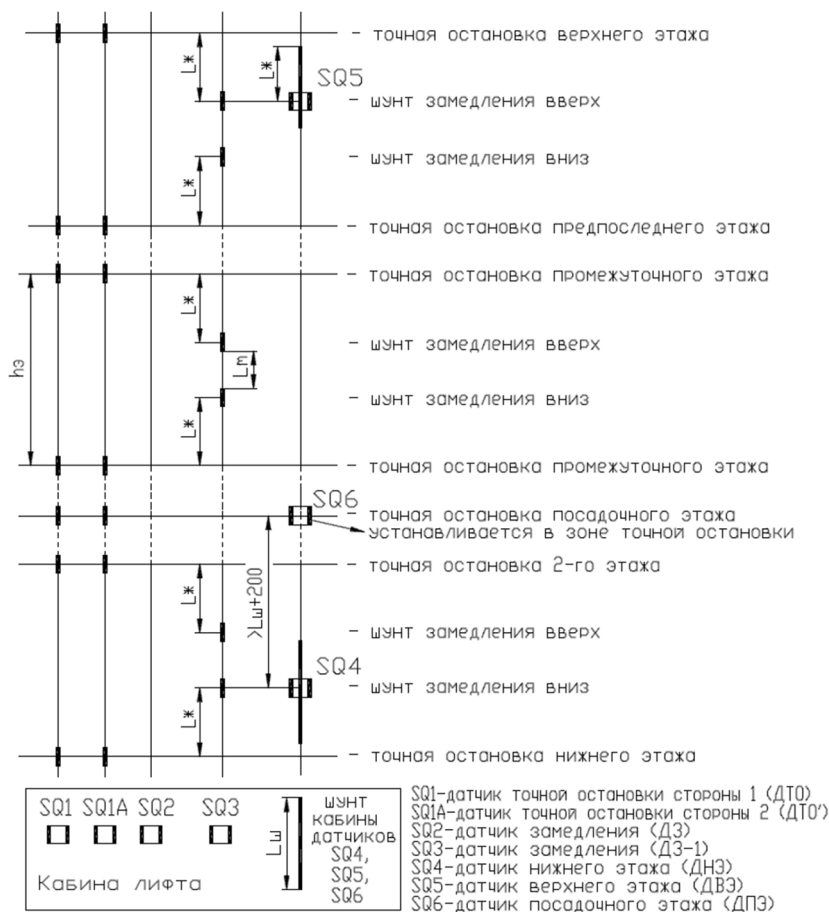 - точная остановка верхнего этажа
L*
L*
SQ5
- шунт замедления вверх
- шунт замедления вниз
L*
- точная остановка предпоследнего этажа
- точная остановка промежуточного этажа
L*
- шунт замедления вверх
Lm
hэ
- шунт замедления вниз
L*
- точная остановка промежуточного этажа
SQ6
- точная остановка посадочного этажа
устанавливается в зоне точной остановки
- точная остановка 2-го этажа
L*
>Lш+200
- шунт замедления вверх
SQ4
- шунт замедления вниз
L*
- точная остановка нижнего этажа
SQ1 SQ1A SQ2 SQ3
Кабина лифта
Lш
шунт
кабины
датчиков
SQ4,
SQ5,
SQ6
SQ1-датчик точной остановки стороны 1 (ДТО)
SQ1A-датчик точной остановки стороны 2 (ДТО')
SQ2-датчик замедления (ДЗ)
SQ3-датчик замедления (ДЗ-1)
SQ4-датчик нижнего этажа (ДНЭ)
SQ5-датчик верхнего этажа (ДВЭ)
SQ6-датчик посадочного этажа (ДПЭ)